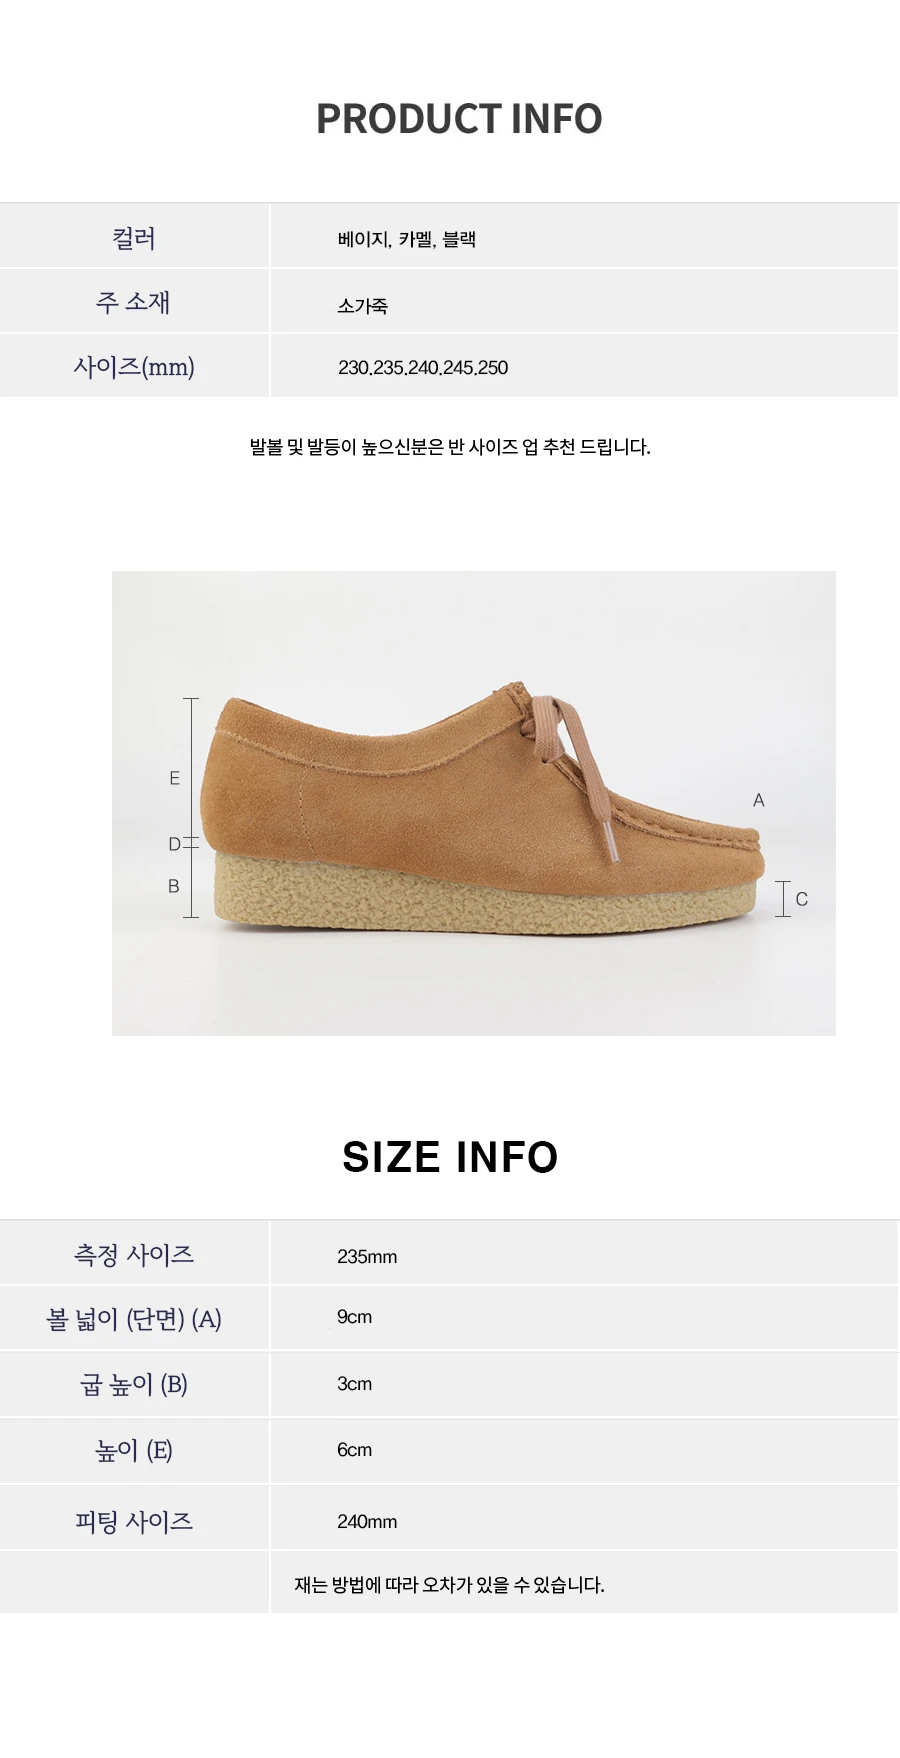 PRODUCT INFO
컬러 베이지, 카멜, 블랙
주 소재 소가죽
사이즈(mm) 230.235.240.245.250
발볼 및 발등이 높으신분은 반 사이즈 업 추천 드립니다.
E
A
D
B
C
SIZE INFO
측정 사이즈 235mm
볼 넓이 (단면) (A) 9cm
굽 높이 (B) 3cm
높이 (E) 6cm
피팅 사이즈 240mm
재는 방법에 따라 오차가 있을 수 있습니다.